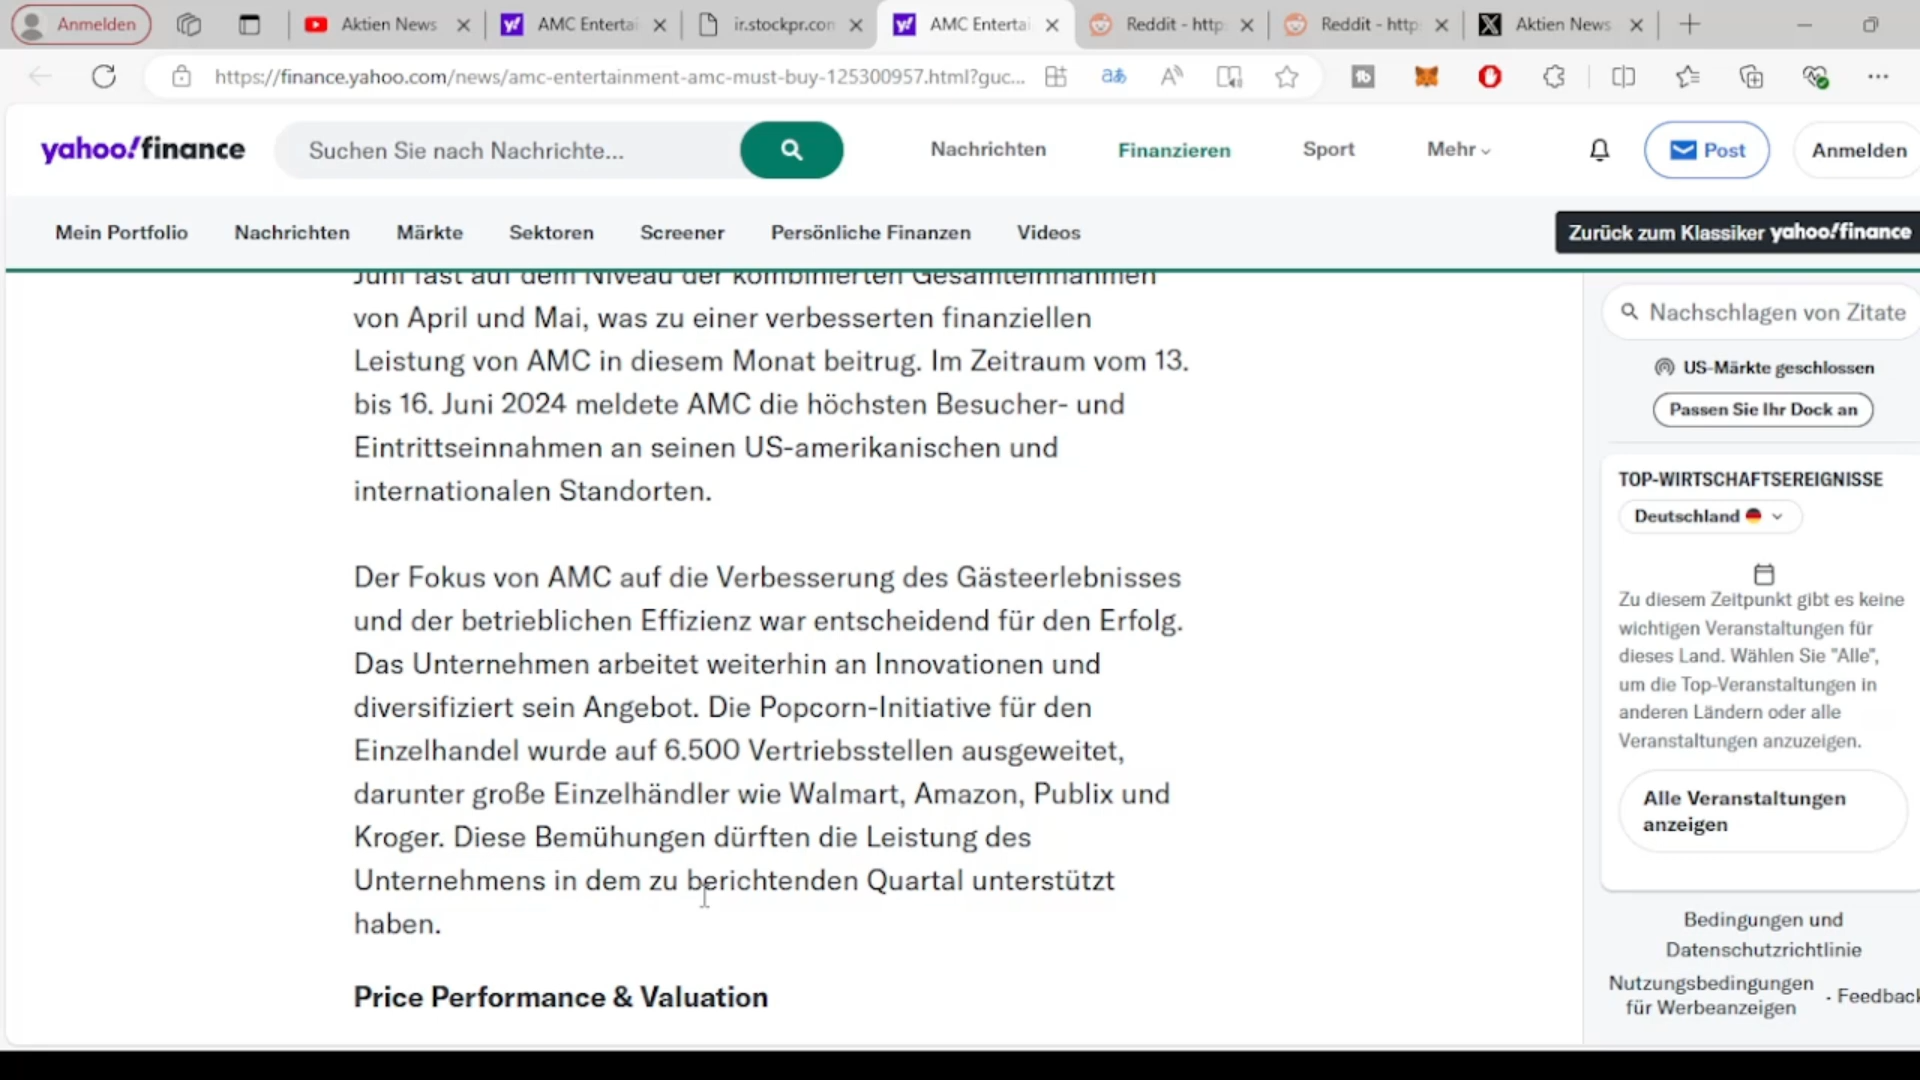 Anmelden
Aktien News
AMC Entertai
ir.stockpr.con
AMC Entertai
Reddit - http
Reddit - http
Aktien News
https://finance.yahoo.com/news/amc-entertainment-amc-must-buy-125300957.html?guc...
yahoo!finance
Suchen Sie nach Nachrichte...
Nachrichten
Finanzieren
Sport
Mehr
Post
Anmelden
Mein Portfolio
Nachrichten
Märkte
Sektoren
Screener
Persönliche Finanzen
Videos
Zurück zum Klassiker yahoo!finance
Juni fast auf dem Niveau der kombinierten Gesamteinnahmen
von April und Mai, was zu einer verbesserten finanziellen
Leistung von AMC in diesem Monat beitrug. Im Zeitraum vom 13.
bis 16. Juni 2024 meldete AMC die höchsten Besucher- und
Eintrittseinnahmen an seinen US-amerikanischen und
internationalen Standorten.
Der Fokus von AMC auf die Verbesserung des Gästeerlebnisses
und der betrieblichen Effizienz war entscheidend für den Erfolg.
Das Unternehmen arbeitet weiterhin an Innovationen und
diversifiziert sein Angebot. Die Popcorn-Initiative für den
Einzelhandel wurde auf 6.500 Vertriebsstellen ausgeweitet,
darunter große Einzelhändler wie Walmart, Amazon, Publix und
Kroger. Diese Bemühungen dürften die Leistung des
Unternehmens in dem zu berichtenden Quartal unterstützt
haben.
Price Performance & Valuation
Nachschlagen von Zitate
US-Märkte geschlossen
Passen Sie Ihr Dock an
TOP-WIRTSCHAFTSEREIGNISSE
Deutschland
Zu diesem Zeitpunkt gibt es keine
wichtigen Veranstaltungen für
dieses Land. Wählen Sie "Alle",
um die Top-Veranstaltungen in
anderen Ländern oder alle
Veranstaltungen anzuzeigen.
Alle Veranstaltungen
anzeigen
Bedingungen und
Datenschutzrichtlinie
Nutzungsbedingungen
für Werbeanzeigen
· Feedback